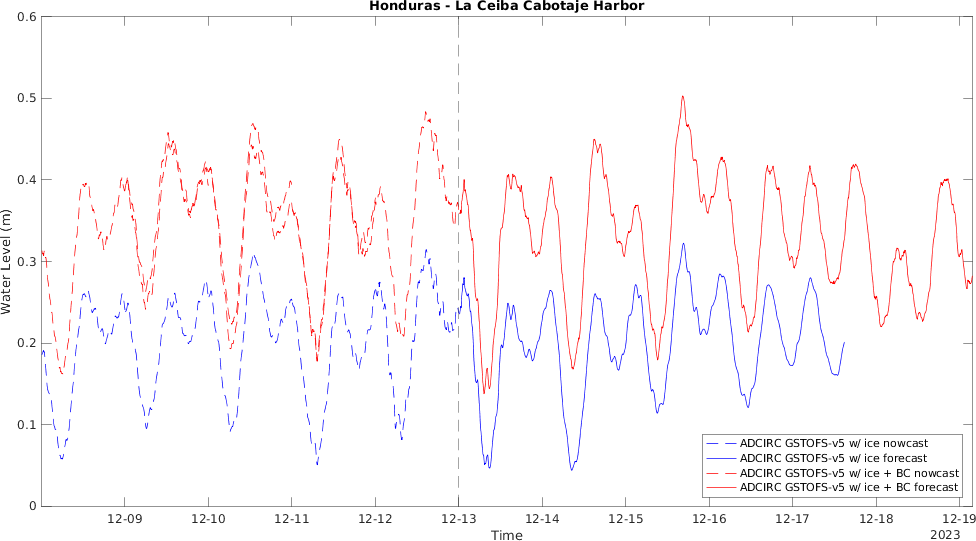 Honduras - La Ceiba Cabotaje Harbor
0.6
0.5
0.4
0.3
0.2
0.1
0
Water Level (m)
ADCIRC GSTOFS-v5 w/ ice nowcast
ADCIRC GSTOFS-v5 w/ ice forecast
ADCIRC GSTOFS-v5 w/ ice + BC nowcast
ADCIRC GSTOFS-v5 w/ ice + BC forecast
12-09 12-10 12-11 12-12 12-13 12-14 12-15 12-16 12-17 12-18 12-19
Time
2023